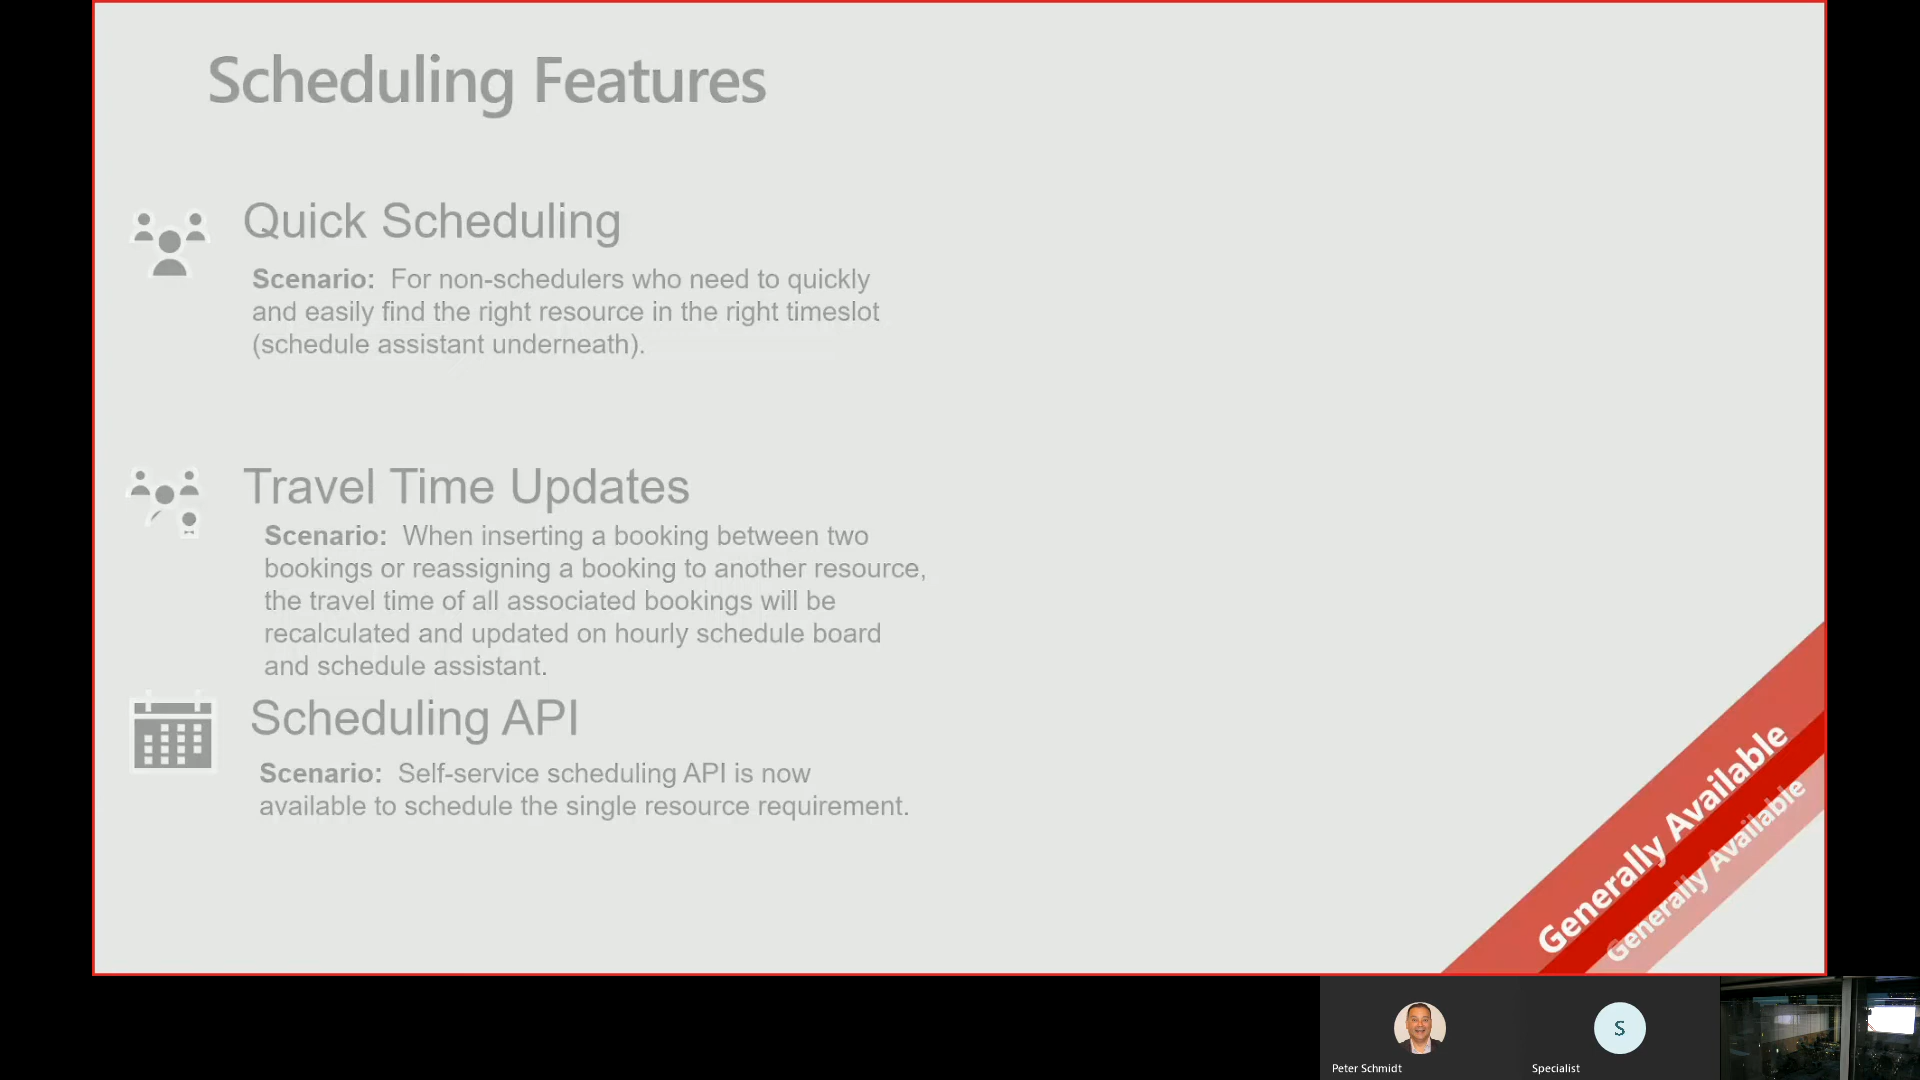 Scheduling Features
Quick Scheduling
Scenario: For non-schedulers who need to quickly
and easily find the right resource in the right timeslot
(schedule assistant underneath).
Travel Time Updates
Scenario: When inserting a booking between two
bookings or reassigning a booking to another resource,
the travel time of all associated bookings will be
recalculated and updated on hourly schedule board
and schedule assistant.
Scheduling API
Scenario: Self-service scheduling API is now
available to schedule the single resource requirement.
Generally Available
Generally Available
S
Peter Schmidt
Specialist